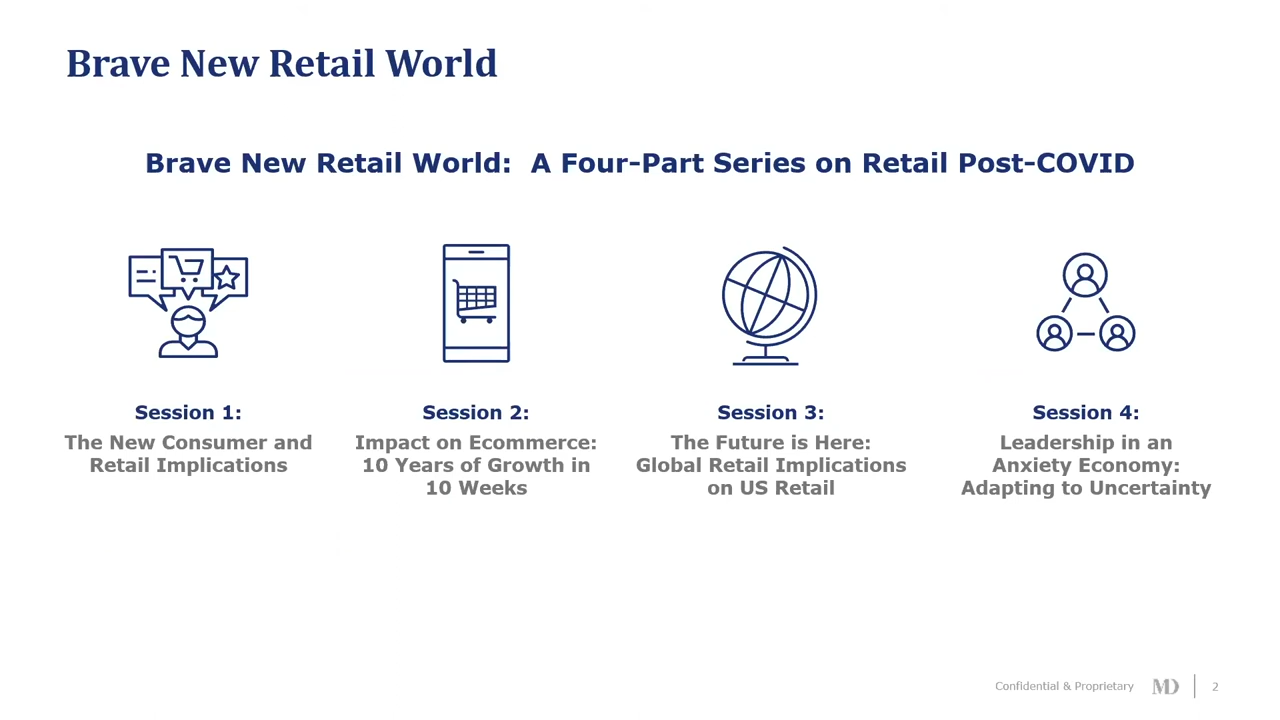 Brave New Retail World
Brave New Retail World: A Four-Part Series on Retail Post-COVID
Session 1:
The New Consumer and
Retail Implications
Session 2:
Impact on Ecommerce:
10 Years of Growth in
10 Weeks
Session 3:
The Future is Here:
Global Retail Implications
on US Retail
Session 4:
Leadership in an
Anxiety Economy:
Adapting to Uncertainty
Confidential & Proprietary MD 2